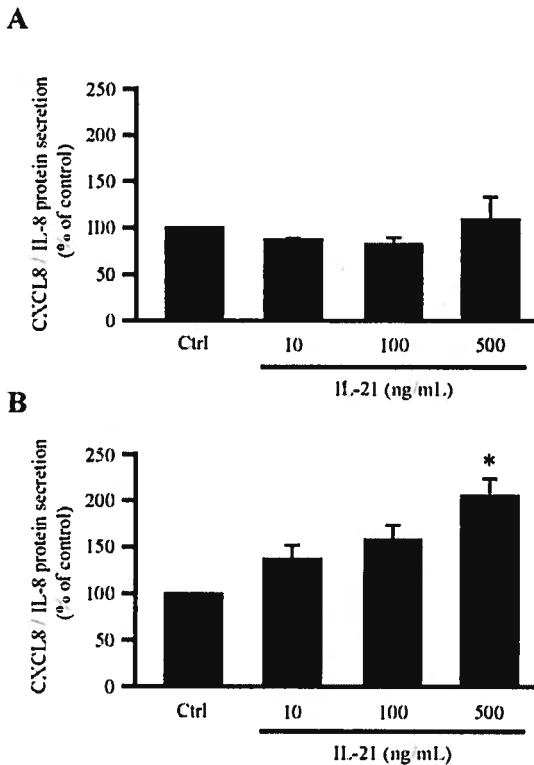 A
CXCL8 / IL-8 protein secretion
(% of control)
250
200
150
100
50
0
Ctrl
10
100
500
IL-21 (ng/mL)
B
CXCL8 / IL-8 protein secretion
(% of control)
250
200
150
100
50
0
*
Ctrl
10
100
500
IL-21 (ng/mL)